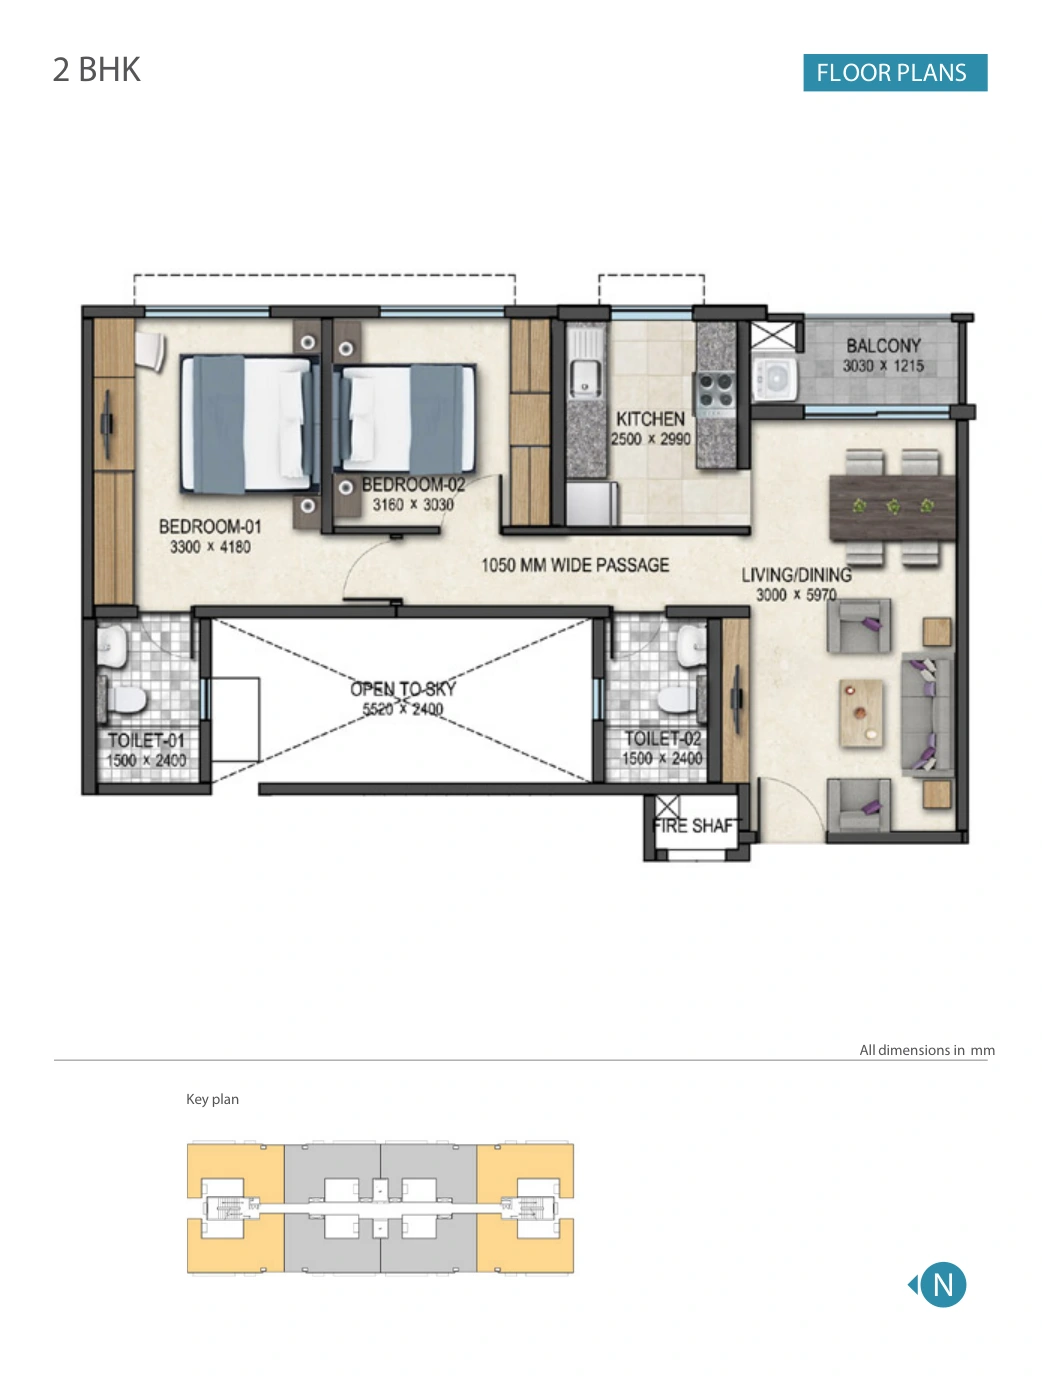 2 BHK
FLOOR PLANS
BALCONY
3030 x 1215
KITCHEN
2500 x 2990
BEDROOM-02
3160 x 3030
BEDROOM-01
3300 x 4180
1050 MM WIDE PASSAGE
LIVING/DINING
3000 x 5970
OPEN TO SKY
5520 x 2400
TOILET-01
1500 x 2400
TOILET-02
1500 x 2400
FIRE SHAFT
All dimensions in mm
Key plan
N